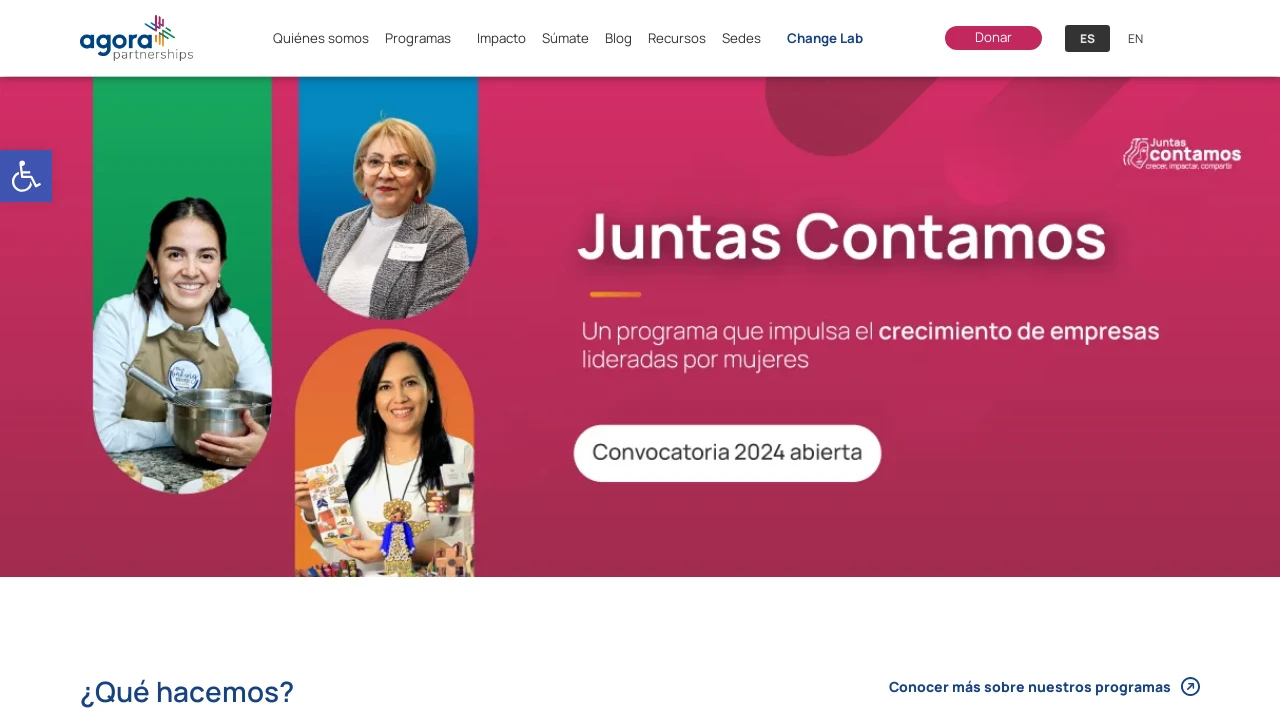 agora
partnerships
Quiénes somos
Programas
Impacto
Súmate
Blog
Recursos
Sedes
Change Lab
Donar
ES
EN
Juntas
contamos
crecer, impactar, compartir
Juntas Contamos
Un programa que impulsa el crecimiento de empresas
lideradas por mujeres
Convocatoria 2024 abierta
¿Qué hacemos?
Conocer más sobre nuestros programas